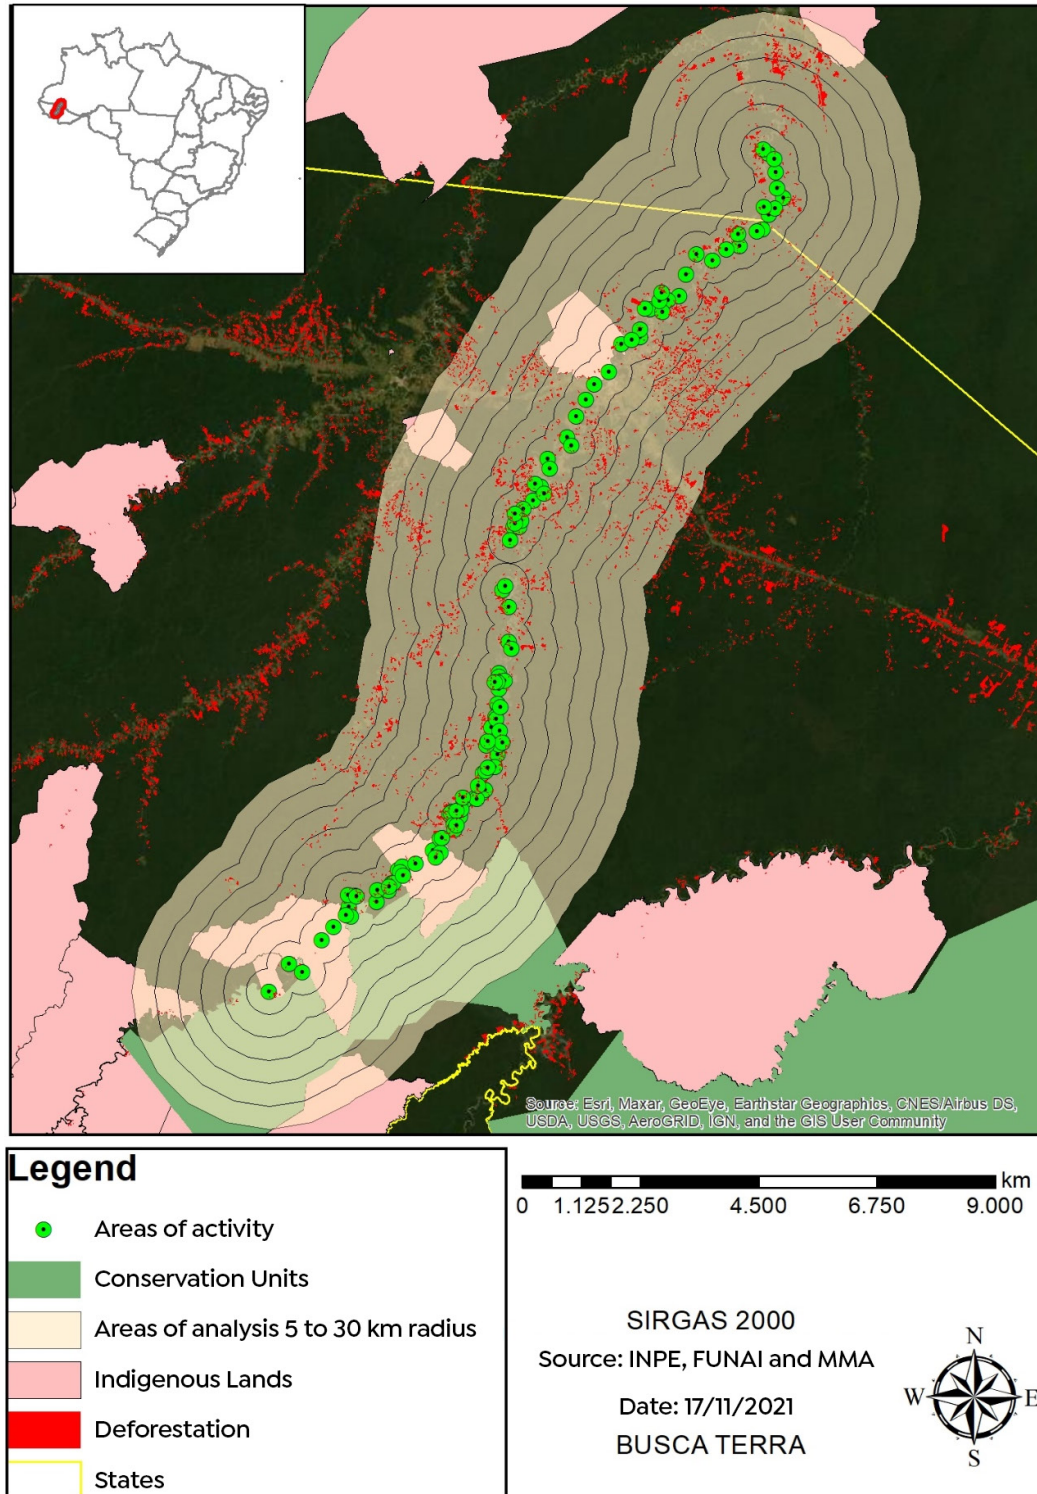 Source: Esri, Maxar, GeoEye, Earthstar Geographics, CNES/Airbus DS,
USDA, USGS, AeroGRID, IGN, and the GIS User Community
Legend
Areas of activity
Conservation Units
Areas of analysis 5 to 30 km radius
Indigenous Lands
Deforestation
States
km
0 1.125 2.250 4.500 6.750 9.000
SIRGAS 2000
Source: INPE, FUNAI and MMA
Date: 17/11/2021
BUSCA TERRA
N
W E
S